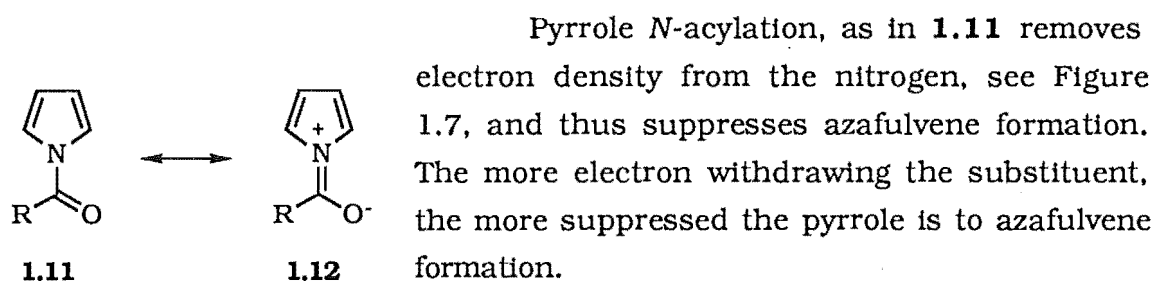 Pyrrole N-acylation, as in 1.11 removes
electron density from the nitrogen, see Figure
1.7, and thus suppresses azafulvene formation.
The more electron withdrawing the substituent,
the more suppressed the pyrrole is to azafulvene
formation.
N
R
O
1.11
+
N
R
O-
1.12